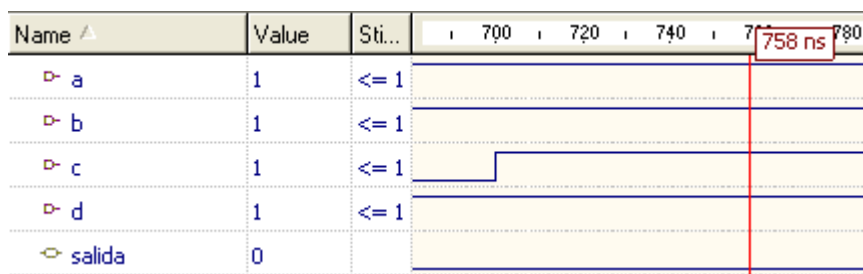 Name Value Sti... 700 720 740 780
758 ns
a 1 <= 1
b 1 <= 1
c 1 <= 1
d 1 <= 1
salida 0